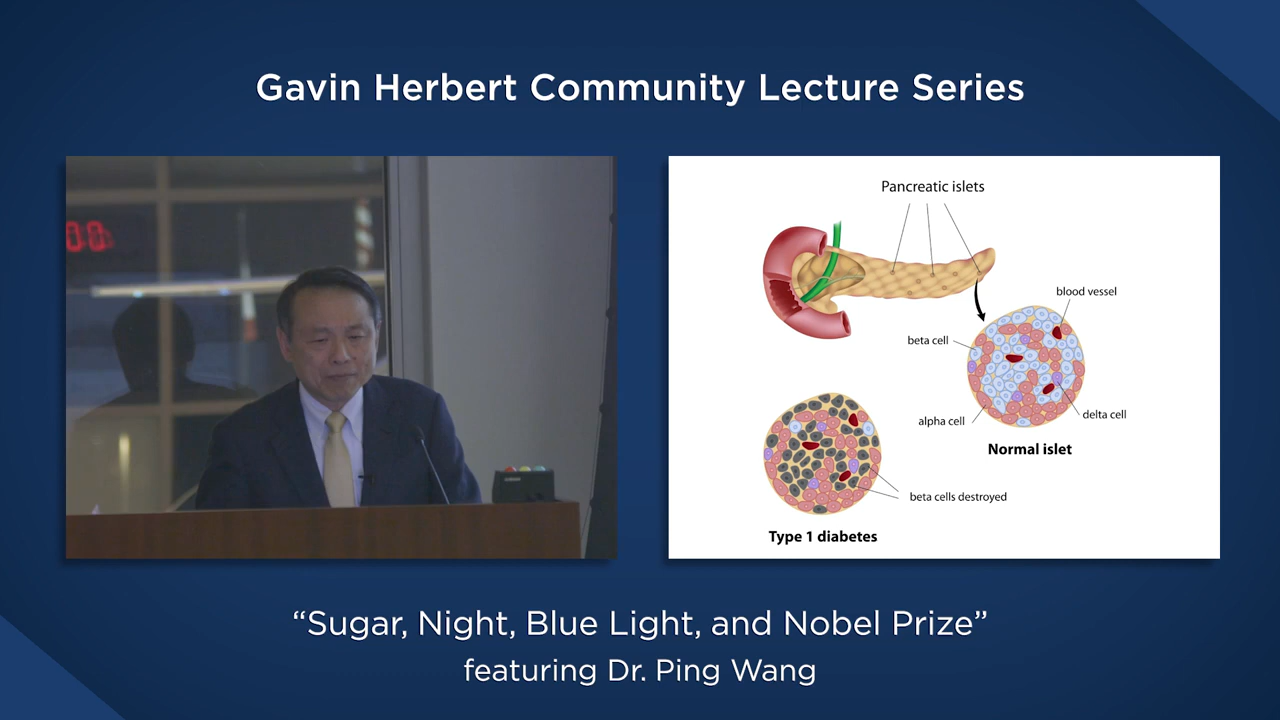 Gavin Herbert Community Lecture Series
00
Pancreatic islets
blood vessel
beta cell
alpha cell
delta cell
Normal islet
beta cells destroyed
Type 1 diabetes
“Sugar, Night, Blue Light, and Nobel Prize”
featuring Dr. Ping Wang